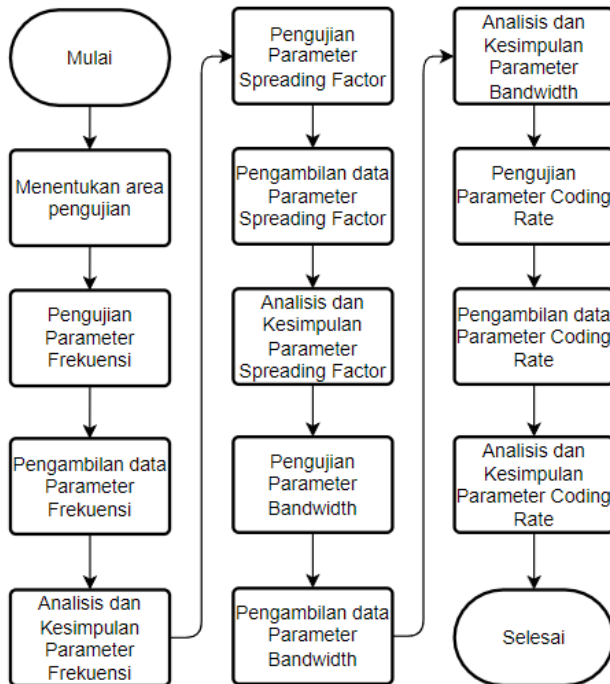 Mulai
Menentukan area
pengujian
Pengujian
Parameter
Frekuensi
Pengambilan data
Parameter
Frekuensi
Analisis dan
Kesimpulan
Parameter
Frekuensi
Pengujian
Parameter
Spreading Factor
Pengambilan data
Parameter
Spreading Factor
Analisis dan
Kesimpulan
Parameter
Spreading Factor
Pengujian
Parameter
Bandwidth
Pengambilan data
Parameter
Bandwidth
Analisis dan
Kesimpulan
Parameter
Bandwidth
Pengujian
Parameter Coding
Rate
Pengambilan data
Parameter Coding
Rate
Analisis dan
Kesimpulan
Parameter Coding
Rate
Selesai